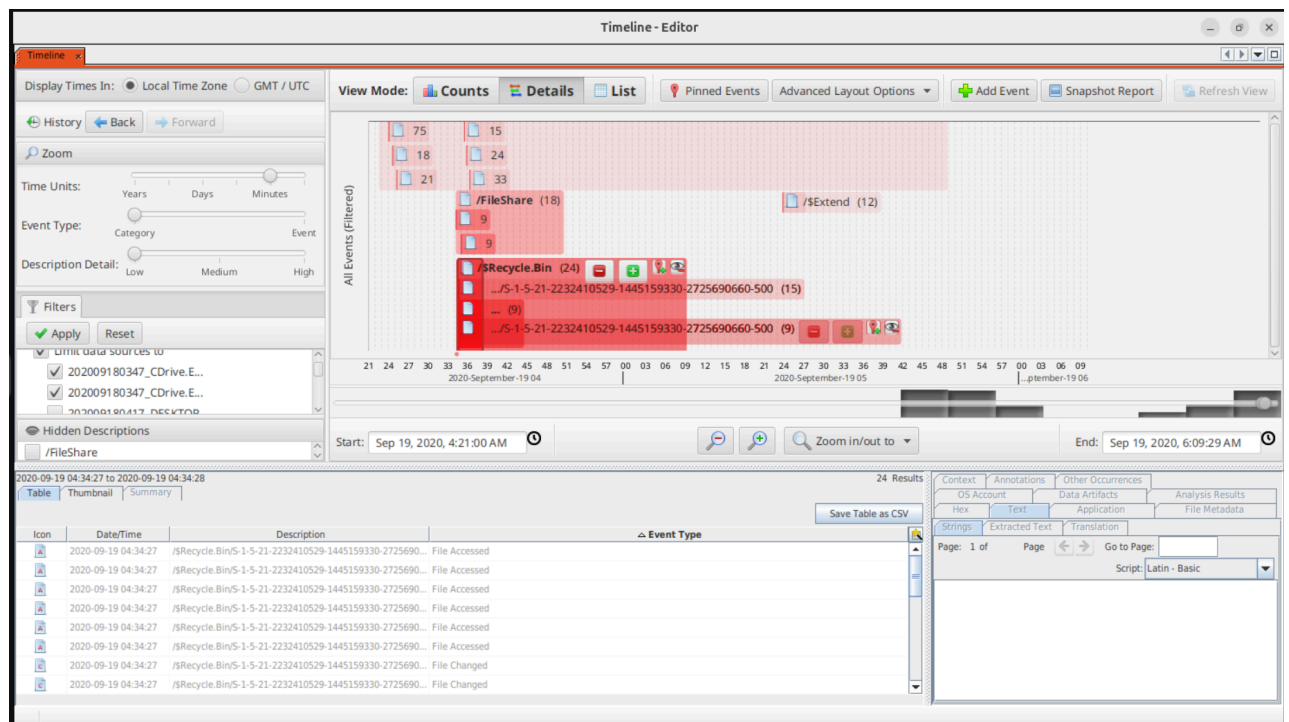 Timeline - Editor
Timeline
Display Times In: Local Time Zone GMT / UTC
History Back Forward
Zoom
Time Units:
Years Days Minutes
Event Type:
Category Event
Description Detail:
Low Medium High
Filters
Apply Reset
Limit data sources to
202009180347_CDrive.E...
202009180347_CDrive.E...
202009180417_DESKTOP
Hidden Descriptions
/FileShare
View Mode: Counts Details List Pinned Events Advanced Layout Options Add Event Snapshot Report Refresh View
All Events (Filtered)
75 15
18 24
21 33
/FileShare (18) /$Extend (12)
9
9
/$Recycle.Bin (24)
.../S-1-5-21-2232410529-1445159330-2725690660-500 (15)
... (9)
.../S-1-5-21-2232410529-1445159330-2725690660-500 (9)
21 24 27 30 33 36 39 42 45 48 51 54 57 00 03 06 09 12 15 18 21 24 27 30 33 36 39 42 45 48 51 54 57 00 03 06 09
2020-September-19 04 2020-September-19 05 ...ptember-19 06
Start: Sep 19, 2020, 4:21:00 AM Zoom in/out to End: Sep 19, 2020, 6:09:29 AM
2020-09-19 04:34:27 to 2020-09-19 04:34:28 24 Results
Table Thumbnail Summary
Save Table as CSV
Icon Date/Time Description Event Type
2020-09-19 04:34:27 /$Recycle.Bin/S-1-5-21-2232410529-1445159330-2725690... File Accessed
2020-09-19 04:34:27 /$Recycle.Bin/S-1-5-21-2232410529-1445159330-2725690... File Accessed
2020-09-19 04:34:27 /$Recycle.Bin/S-1-5-21-2232410529-1445159330-2725690... File Accessed
2020-09-19 04:34:27 /$Recycle.Bin/S-1-5-21-2232410529-1445159330-2725690... File Accessed
2020-09-19 04:34:27 /$Recycle.Bin/S-1-5-21-2232410529-1445159330-2725690... File Accessed
2020-09-19 04:34:27 /$Recycle.Bin/S-1-5-21-2232410529-1445159330-2725690... File Accessed
2020-09-19 04:34:27 /$Recycle.Bin/S-1-5-21-2232410529-1445159330-2725690... File Changed
2020-09-19 04:34:27 /$Recycle.Bin/S-1-5-21-2232410529-1445159330-2725690... File Changed
Context Annotations Other Occurrences
OS Account Data Artifacts Analysis Results
Hex Text Application File Metadata
Strings Extracted Text Translation
Page: 1 of Page Go to Page:
Script: Latin - Basic